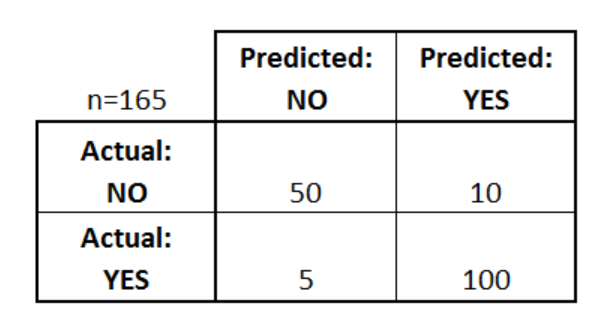 Predicted: Predicted:
n=165 NO YES
Actual:
NO 50 10
Actual:
YES 5 100